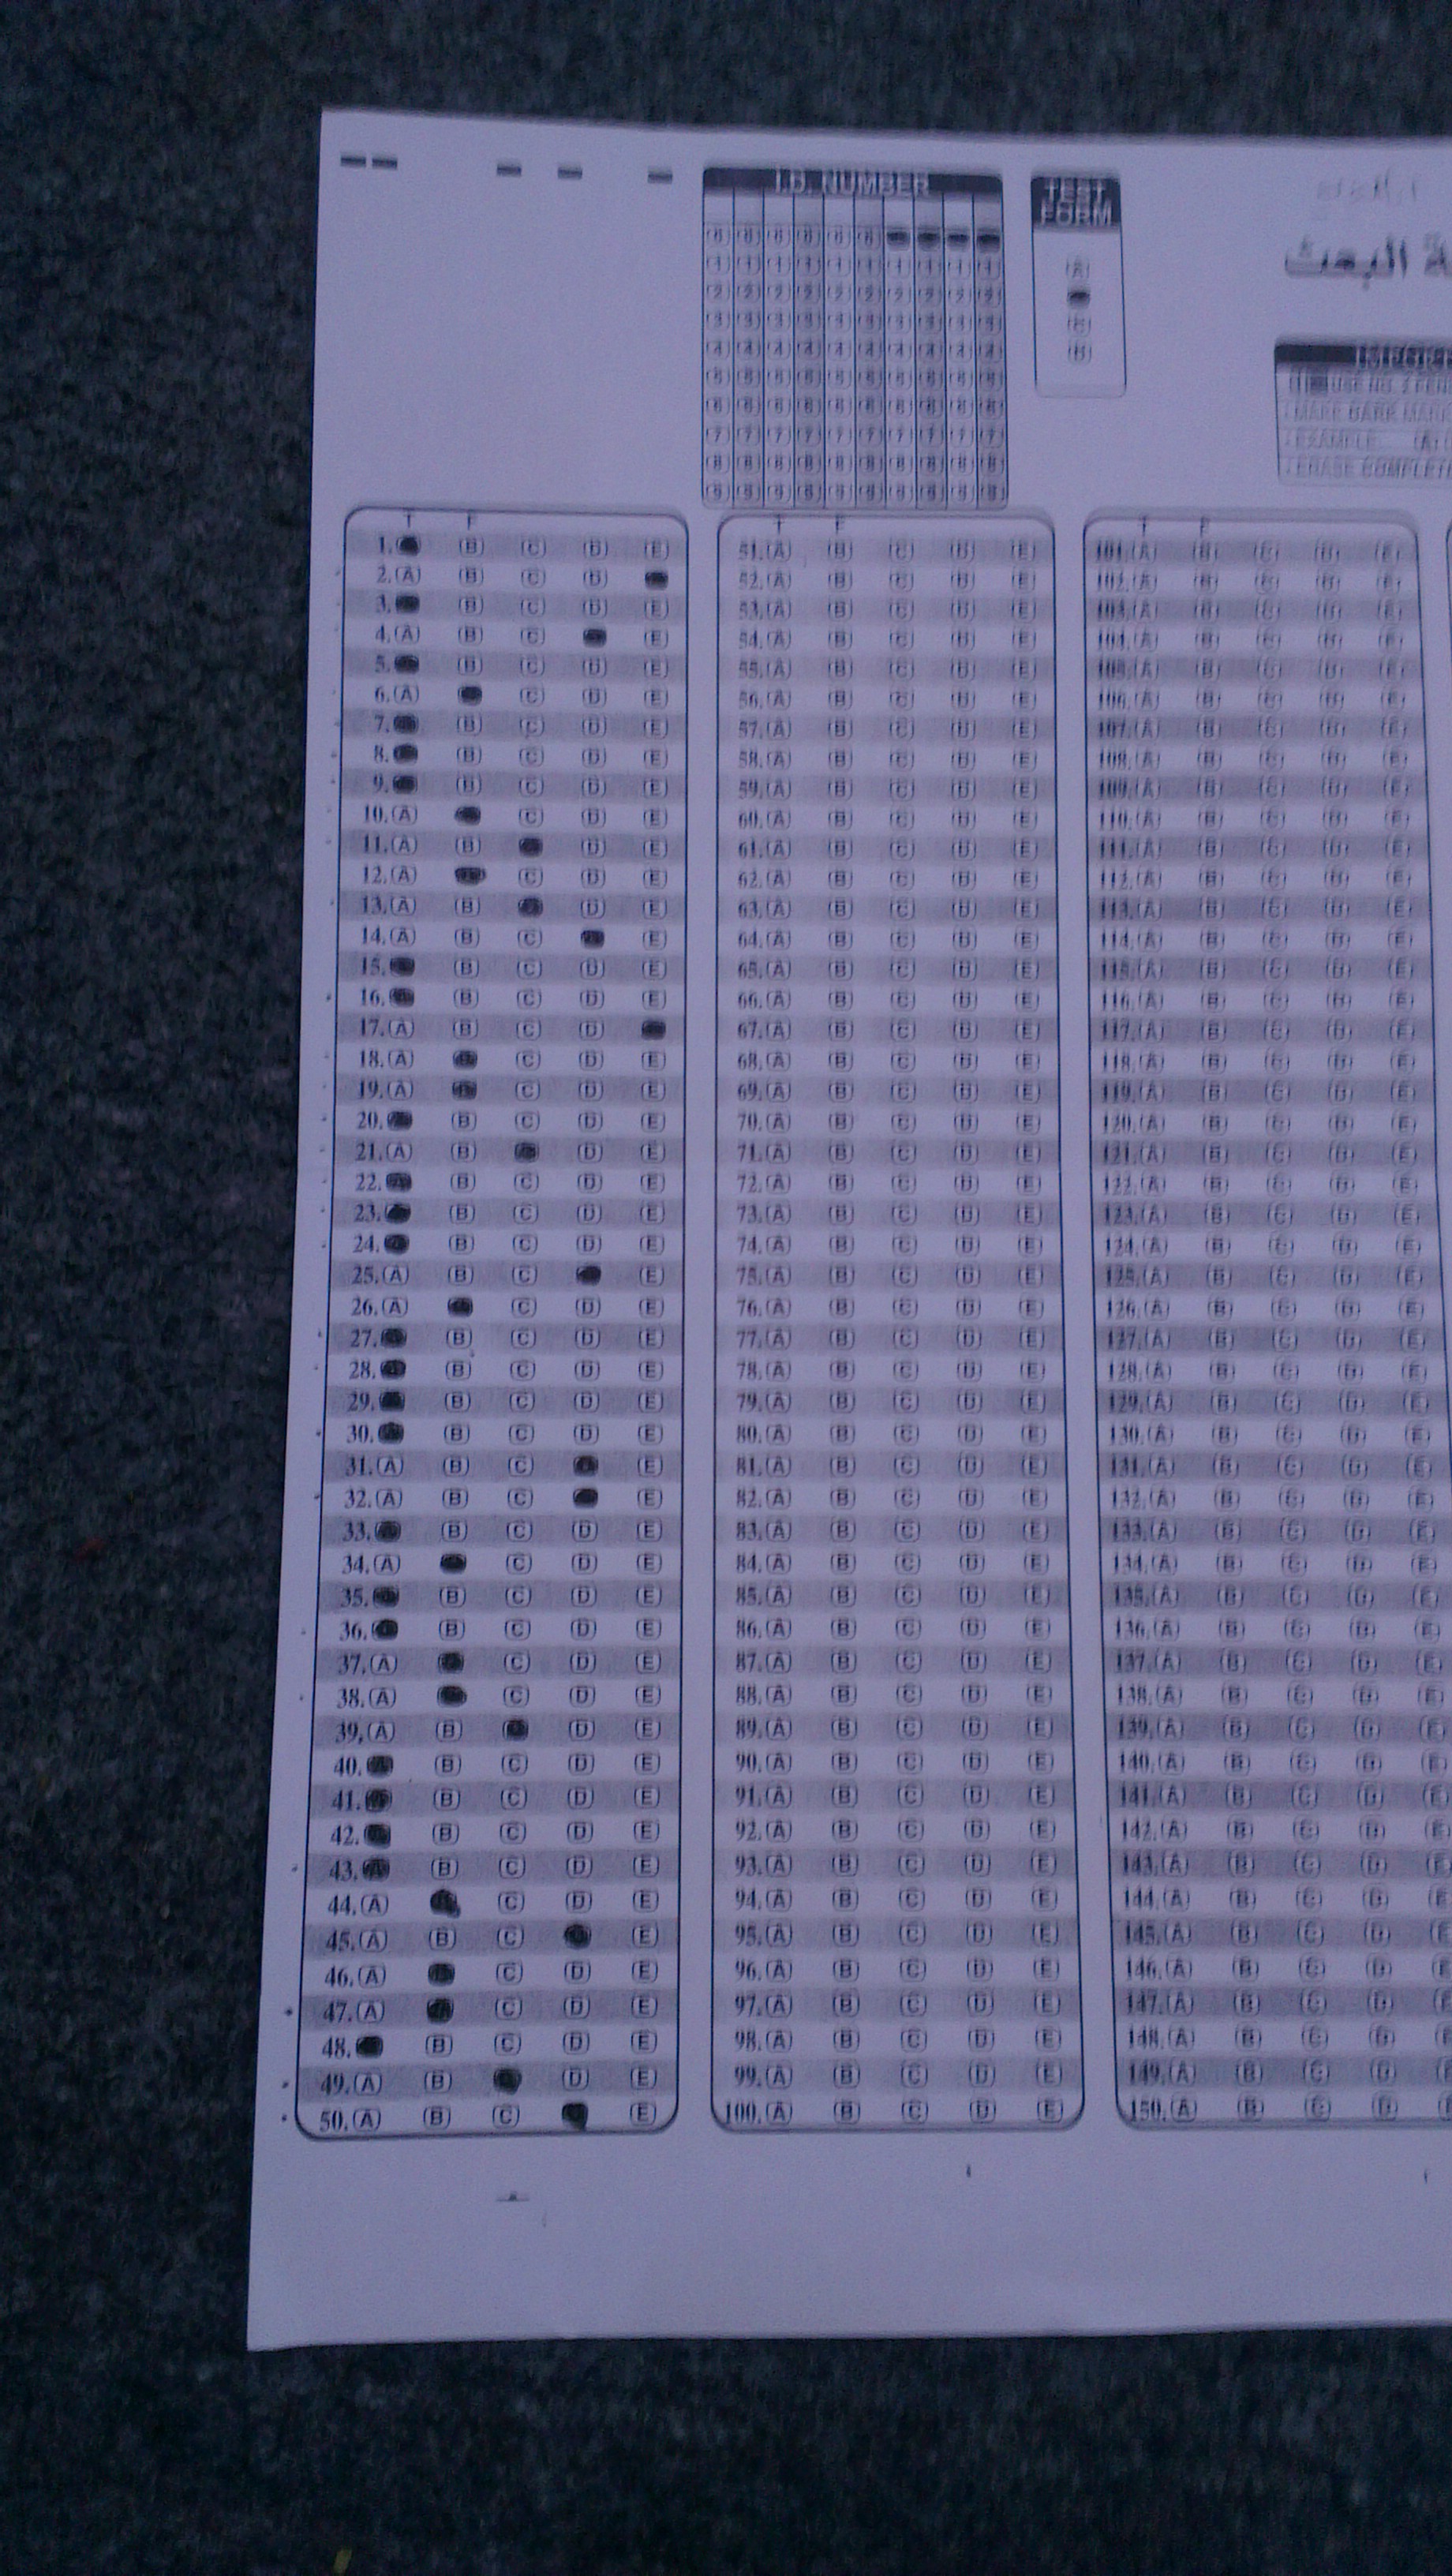 I.D. NUMBER
(0) (0) (0) (0) (0) (0)
(1) (1) (1) (1) (1) (1) (1) (1) (1) (1)
(2) (2) (2) (2) (2) (2) (2) (2) (2) (2)
(3) (3) (3) (3) (3) (3) (3) (3) (3) (3)
(4) (4) (4) (4) (4) (4) (4) (4) (4) (4)
(5) (5) (5) (5) (5) (5) (5) (5) (5) (5)
(6) (6) (6) (6) (6) (6) (6) (6) (6) (6)
(7) (7) (7) (7) (7) (7) (7) (7) (7) (7)
(8) (8) (8) (8) (8) (8) (8) (8) (8) (8)
(9) (9) (9) (9) (9) (9) (9) (9) (9) (9)
TEST
FORM
(A)
(C)
(D)
البعث
USE NO. 2
MAKE DARK
EXAMPLE: (A)
ERASE
T F
1. (B) (C) (D) (E)
2. (A) (B) (C) (D)
3. (B) (C) (D) (E)
4. (A) (B) (C) (E)
5. (B) (C) (D) (E)
6. (A) (C) (D) (E)
7. (B) (C) (D) (E)
8. (B) (C) (D) (E)
9. (B) (C) (D) (E)
10. (A) (C) (D) (E)
11. (A) (B) (D) (E)
12. (A) (C) (D) (E)
13. (A) (B) (D) (E)
14. (A) (B) (C) (E)
15. (B) (C) (D) (E)
16. (B) (C) (D) (E)
17. (A) (B) (C) (D)
18. (A) (B) (C) (D) (E)
19. (A) (B) (C) (D) (E)
20. (B) (C) (D) (E)
21. (A) (B) (C) (D) (E)
22. (A) (B) (C) (D) (E)
23. (B) (C) (D) (E)
24. (B) (C) (D) (E)
25. (A) (B) (C) (E)
26. (A) (C) (D) (E)
27. (B) (C) (D) (E)
28. (B) (C) (D) (E)
29. (B) (C) (D) (E)
30. (B) (C) (D) (E)
31. (A) (B) (C) (E)
32. (A) (B) (C) (E)
33. (B) (C) (D) (E)
34. (A) (C) (D) (E)
35. (B) (C) (D) (E)
36. (B) (C) (D) (E)
37. (A) (C) (D) (E)
38. (A) (C) (D) (E)
39. (A) (B) (D) (E)
40. (B) (C) (D) (E)
41. (B) (C) (D) (E)
42. (B) (C) (D) (E)
43. (B) (C) (D) (E)
44. (A) (C) (D) (E)
45. (A) (B) (C) (E)
46. (A) (C) (D) (E)
47. (A) (C) (D) (E)
48. (B) (C) (D) (E)
49. (A) (B) (D) (E)
50. (A) (B) (C) (E)
T F
51. (A) (B) (C) (D) (E)
52. (A) (B) (C) (D) (E)
53. (A) (B) (C) (D) (E)
54. (A) (B) (C) (D) (E)
55. (A) (B) (C) (D) (E)
56. (A) (B) (C) (D) (E)
57. (A) (B) (C) (D) (E)
58. (A) (B) (C) (D) (E)
59. (A) (B) (C) (D) (E)
60. (A) (B) (C) (D) (E)
61. (A) (B) (C) (D) (E)
62. (A) (B) (C) (D) (E)
63. (A) (B) (C) (D) (E)
64. (A) (B) (C) (D) (E)
65. (A) (B) (C) (D) (E)
66. (A) (B) (C) (D) (E)
67. (A) (B) (C) (D) (E)
68. (A) (B) (C) (D) (E)
69. (A) (B) (C) (D) (E)
70. (A) (B) (C) (D) (E)
71. (A) (B) (C) (D) (E)
72. (A) (B) (C) (D) (E)
73. (A) (B) (C) (D) (E)
74. (A) (B) (C) (D) (E)
75. (A) (B) (C) (D) (E)
76. (A) (B) (C) (D) (E)
77. (A) (B) (C) (D) (E)
78. (A) (B) (C) (D) (E)
79. (A) (B) (C) (D) (E)
80. (A) (B) (C) (D) (E)
81. (A) (B) (C) (D) (E)
82. (A) (B) (C) (D) (E)
83. (A) (B) (C) (D) (E)
84. (A) (B) (C) (D) (E)
85. (A) (B) (C) (D) (E)
86. (A) (B) (C) (D) (E)
87. (A) (B) (C) (D) (E)
88. (A) (B) (C) (D) (E)
89. (A) (B) (C) (D) (E)
90. (A) (B) (C) (D) (E)
91. (A) (B) (C) (D) (E)
92. (A) (B) (C) (D) (E)
93. (A) (B) (C) (D) (E)
94. (A) (B) (C) (D) (E)
95. (A) (B) (C) (D) (E)
96. (A) (B) (C) (D) (E)
97. (A) (B) (C) (D) (E)
98. (A) (B) (C) (D) (E)
99. (A) (B) (C) (D) (E)
100. (A) (B) (C) (D) (E)
T F
101. (A) (B) (C) (D) (E)
102. (A) (B) (C) (D) (E)
103. (A) (B) (C) (D) (E)
104. (A) (B) (C) (D) (E)
105. (A) (B) (C) (D) (E)
106. (A) (B) (C) (D) (E)
107. (A) (B) (C) (D) (E)
108. (A) (B) (C) (D) (E)
109. (A) (B) (C) (D) (E)
110. (A) (B) (C) (D) (E)
111. (A) (B) (C) (D) (E)
112. (A) (B) (C) (D) (E)
113. (A) (B) (C) (D) (E)
114. (A) (B) (C) (D) (E)
115. (A) (B) (C) (D) (E)
116. (A) (B) (C) (D) (E)
117. (A) (B) (C) (D) (E)
118. (A) (B) (C) (D) (E)
119. (A) (B) (C) (D) (E)
120. (A) (B) (C) (D) (E)
121. (A) (B) (C) (D) (E)
122. (A) (B) (C) (D) (E)
123. (A) (B) (C) (D) (E)
124. (A) (B) (C) (D) (E)
125. (A) (B) (C) (D) (E)
126. (A) (B) (C) (D) (E)
127. (A) (B) (C) (D) (E)
128. (A) (B) (C) (D) (E)
129. (A) (B) (C) (D) (E)
130. (A) (B) (C) (D) (E)
131. (A) (B) (C) (D) (E)
132. (A) (B) (C) (D) (E)
133. (A) (B) (C) (D) (E)
134. (A) (B) (C) (D) (E)
135. (A) (B) (C) (D) (E)
136. (A) (B) (C) (D) (E)
137. (A) (B) (C) (D) (E)
138. (A) (B) (C) (D) (E)
139. (A) (B) (C) (D) (E)
140. (A) (B) (C) (D) (E)
141. (A) (B) (C) (D) (E)
142. (A) (B) (C) (D) (E)
143. (A) (B) (C) (D) (E)
144. (A) (B) (C) (D) (E)
145. (A) (B) (C) (D) (E)
146. (A) (B) (C) (D) (E)
147. (A) (B) (C) (D) (E)
148. (A) (B) (C) (D) (E)
149. (A) (B) (C) (D)
150. (A) (B) (C) (D)